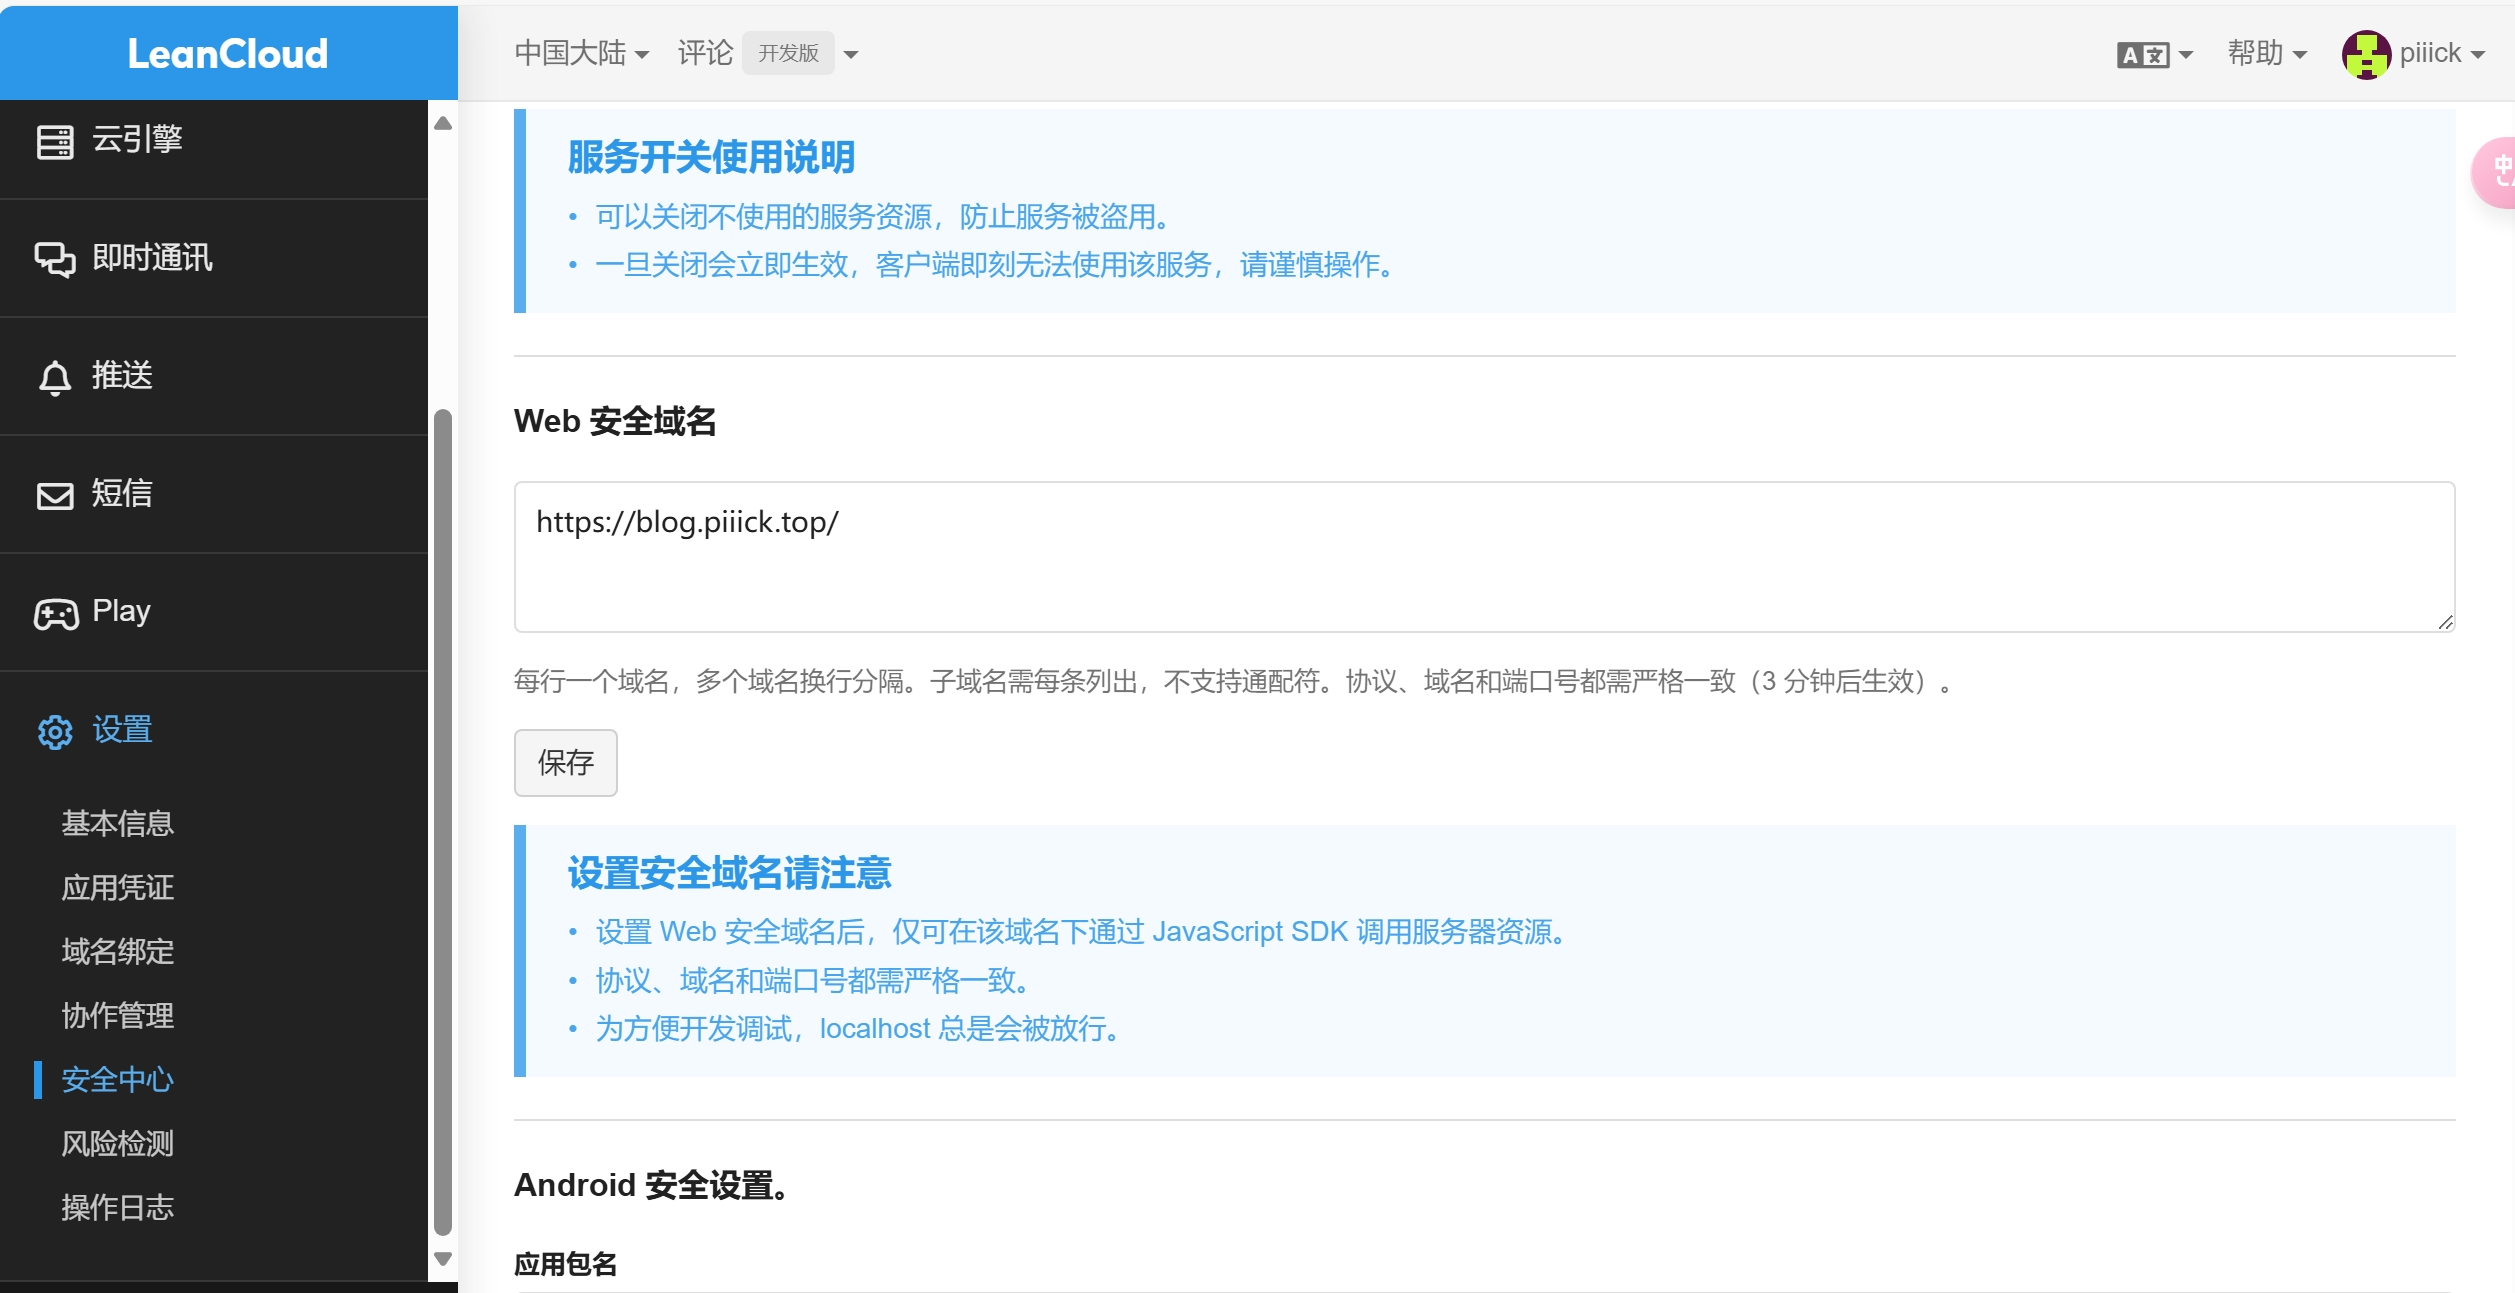 LeanCloud
中国大陆 评论 开发版
帮助 piiick
云引擎
即时通讯
推送
短信
Play
设置
基本信息
应用凭证
域名绑定
协作管理
安全中心
风险检测
操作日志
服务开关使用说明
• 可以关闭不使用的服务资源，防止服务被盗用。
• 一旦关闭会立即生效，客户端即刻无法使用该服务，请谨慎操作。
Web 安全域名
https://blog.piiick.top/
每行一个域名，多个域名换行分隔。子域名需每条列出，不支持通配符。协议、域名和端口号都需严格一致（3 分钟后生效）。
保存
设置安全域名请注意
• 设置 Web 安全域名后，仅可在该域名下通过 JavaScript SDK 调用服务器资源。
• 协议、域名和端口号都需严格一致。
• 为方便开发调试，localhost 总是会被放行。
Android 安全设置。
应用包名
A 文
中